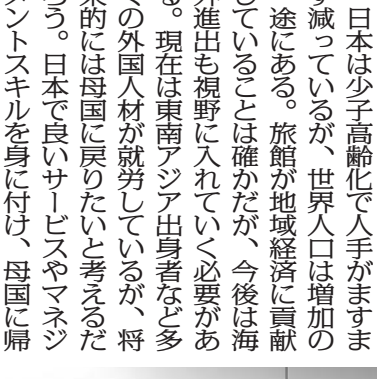 日本は少子高齢化で人手がますま
す減っているが、世界人口は増加の
途にある。旅館が地域経済に貢献
していることは確かだが、今後は海
外進出も視野に入れていく必要があ
る。現在は東南アジア出身者など多
くの外国人材が就労しているが、将
来的には母国に戻りたいと考えるだ
ろう。日本で良いサービスやマネジ
メントスキルを身に付け、母国に帰